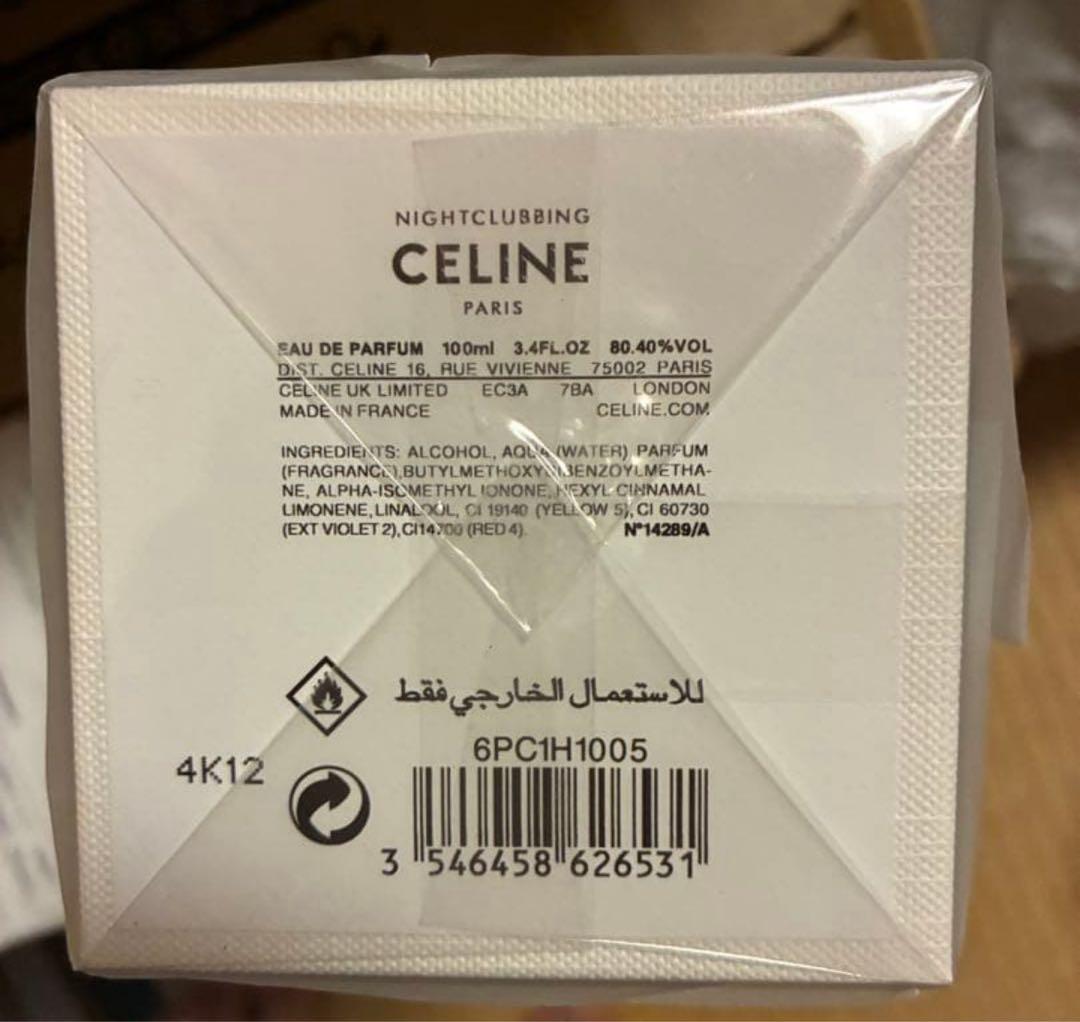 NIGHTCLUBBING
CELINE
PARIS
EAU DE PARFUM 100ml 3.4FL.OZ 80.40%VOL
DIST. CELINE 16, RUE VIVIENNE 75002 PARIS
CELINE UK LIMITED EC3A 7BA LONDON
MADE IN FRANCE CELINE.COM
INGREDIENTS: ALCOHOL, AQUA (WATER) PARFUM
(FRAGRANCE),BUTYLMETHOXYDIBENZOYLMETHA-
NE, ALPHA-ISOMETHYL IONONE, HEXYL CINNAMAL
LIMONENE, LINALOOL, CI 19140 (YELLOW 5), CI 60730
(EXT VIOLET 2), CI14700 (RED 4). N°14289/A
للاستعمال الخارجي فقط
6PC1H1005
4K12
3 546458 626531